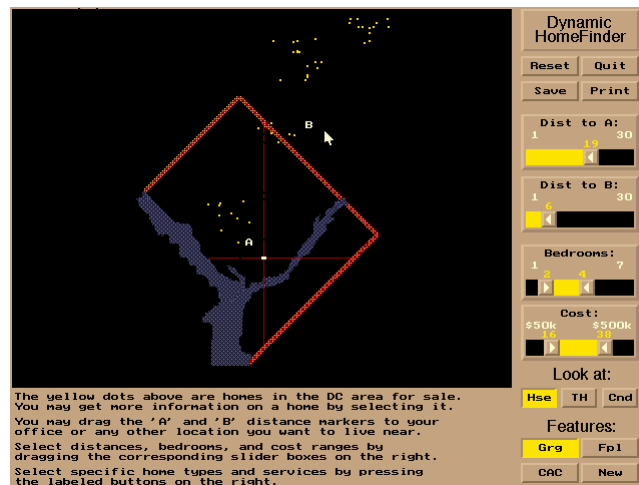 Dynamic
HomeFinder
Reset Quit
Save Print
Dist to A:
1 30
19
Dist to B:
1 30
6
Bedrooms:
1 7
2 4
Cost:
$50k $500k
16 38
Look at:
Hse TH Cnd
Features:
Grg Fpl
CAC New
B
A
The yellow dots above are homes in the DC area for sale.
You may get more information on a home by selecting it.
You may drag the 'A' and 'B' distance markers to your
office or any other location you want to live near.
Select distances, bedrooms, and cost ranges by
dragging the corresponding slider boxes on the right.
Select specific home types and services by pressing
the labeled buttons on the right.